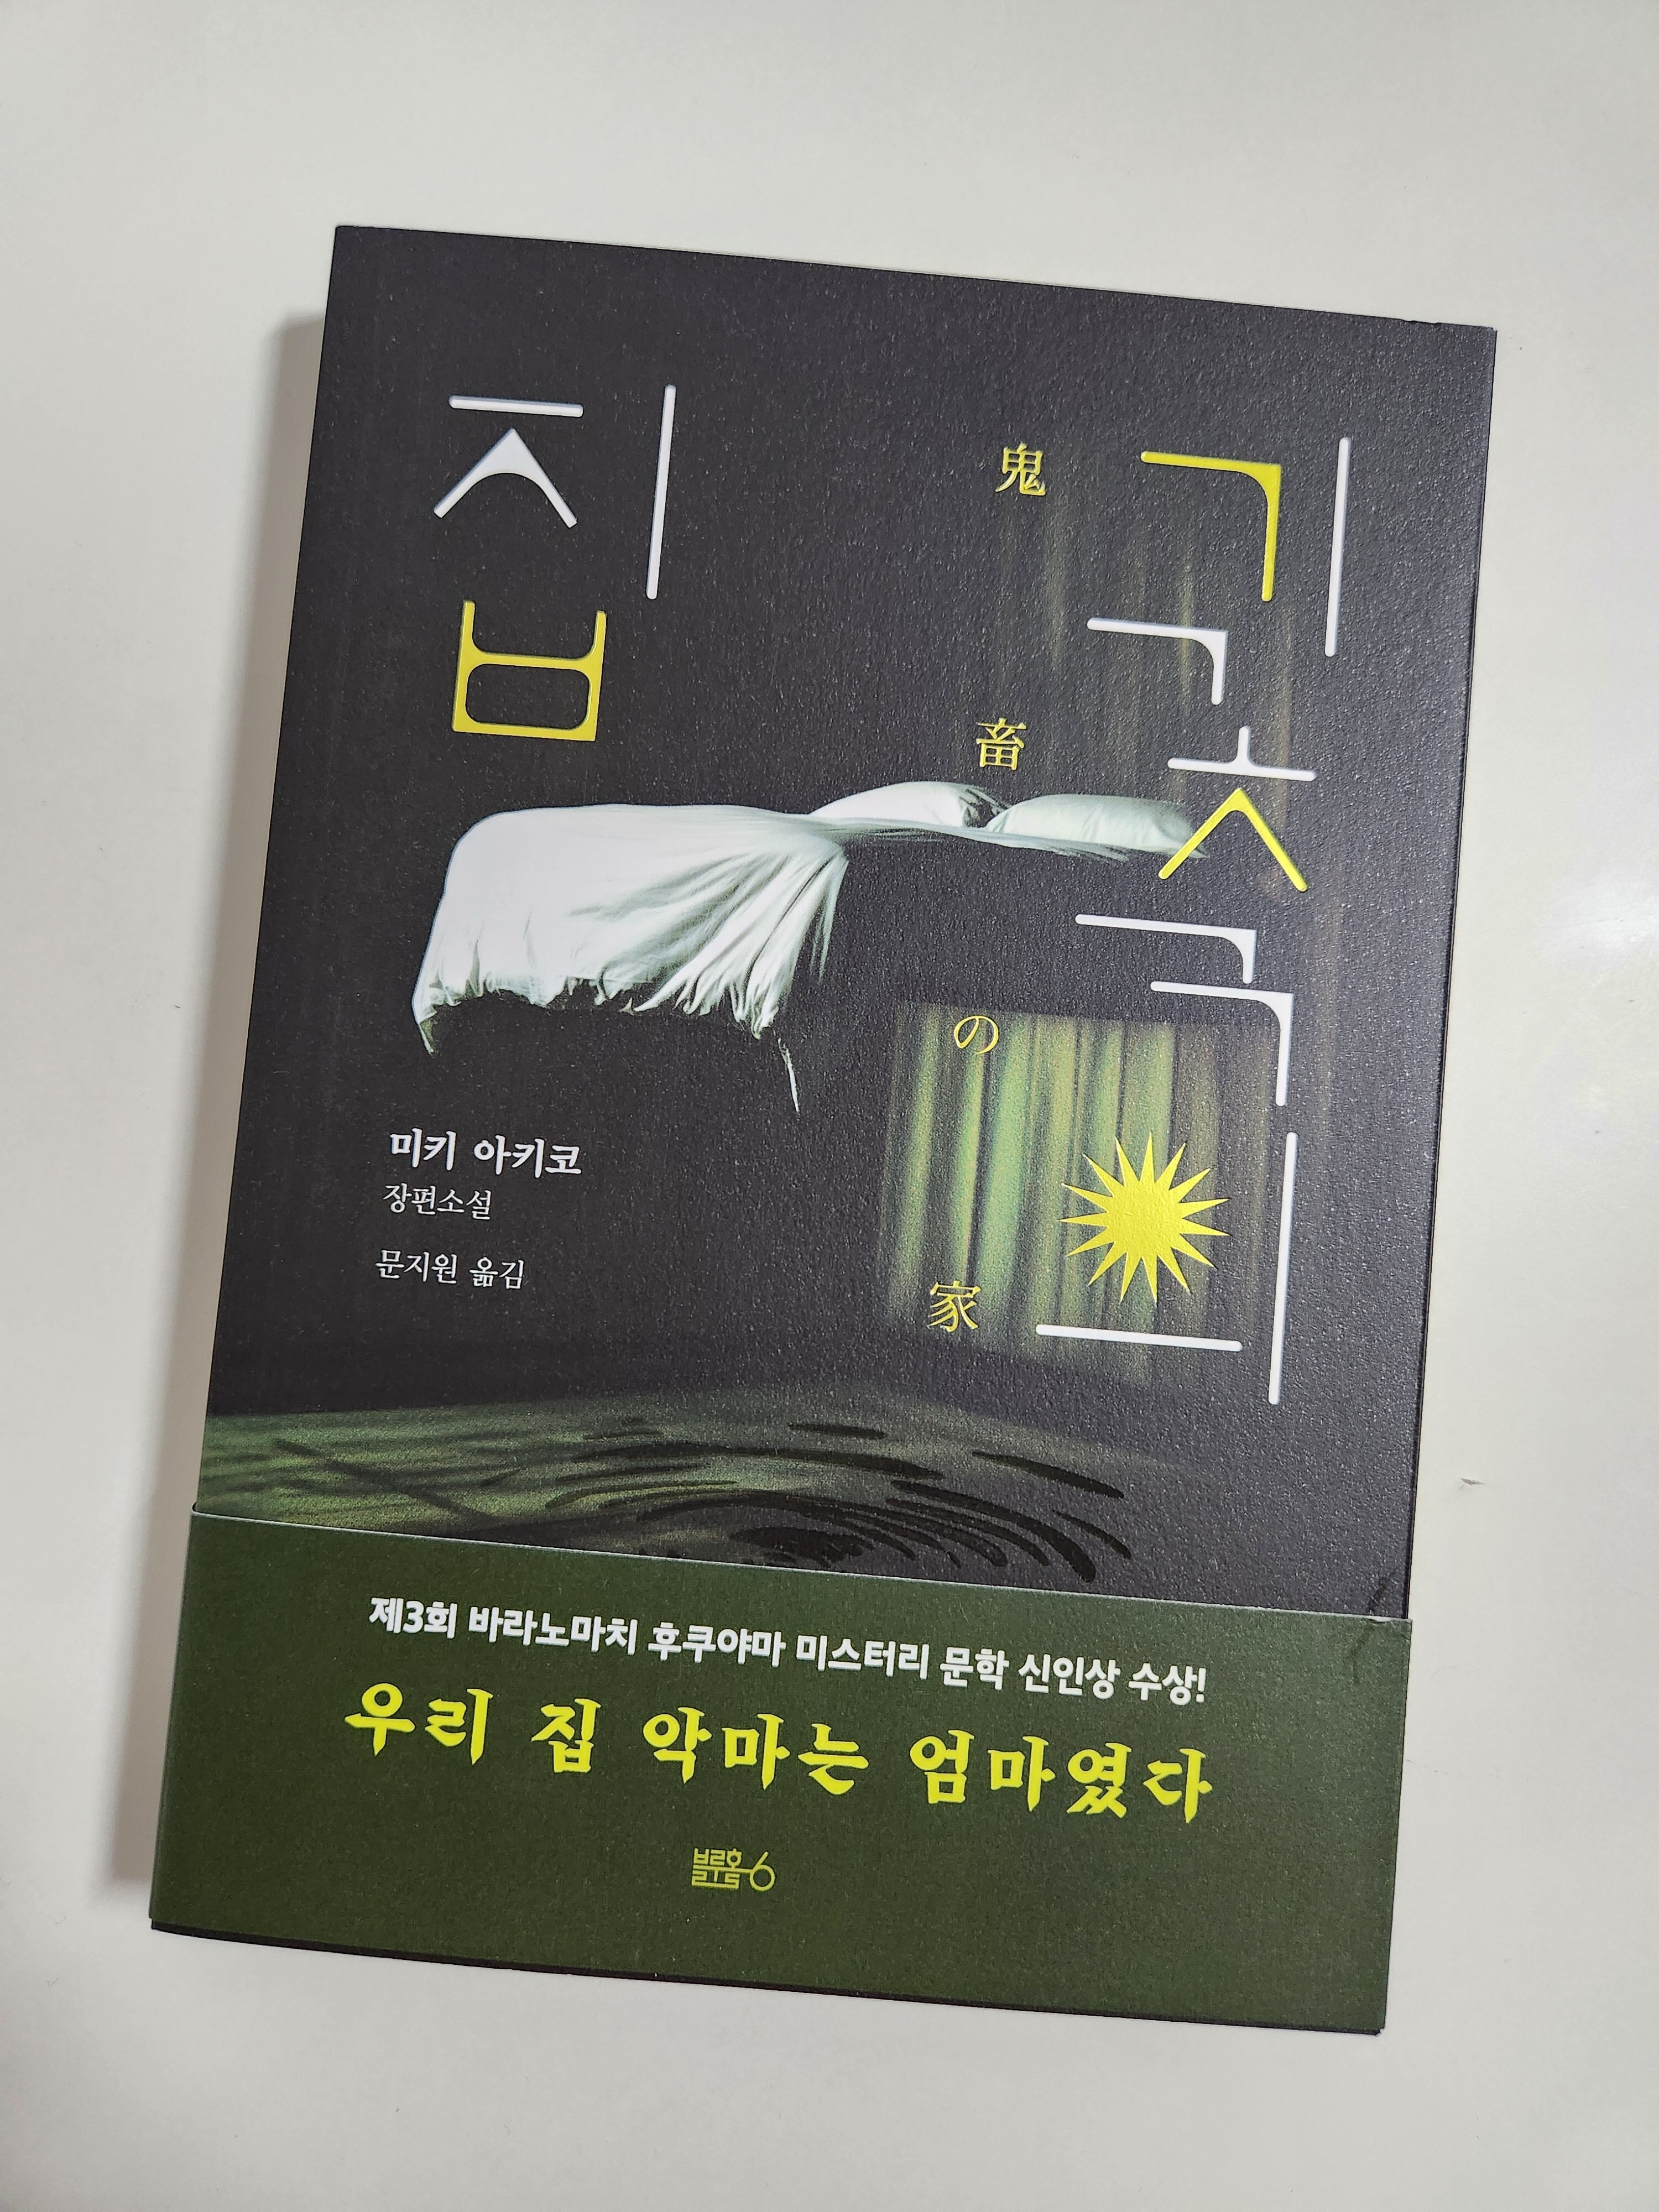 귀축의
집
鬼畜の家
미키 아키코
장편소설
문지원 옮김
제3회 바라노마치 후쿠야마 미스터리 문학 신인상 수상!
우리 집 악마는 엄마였다
블루홀6